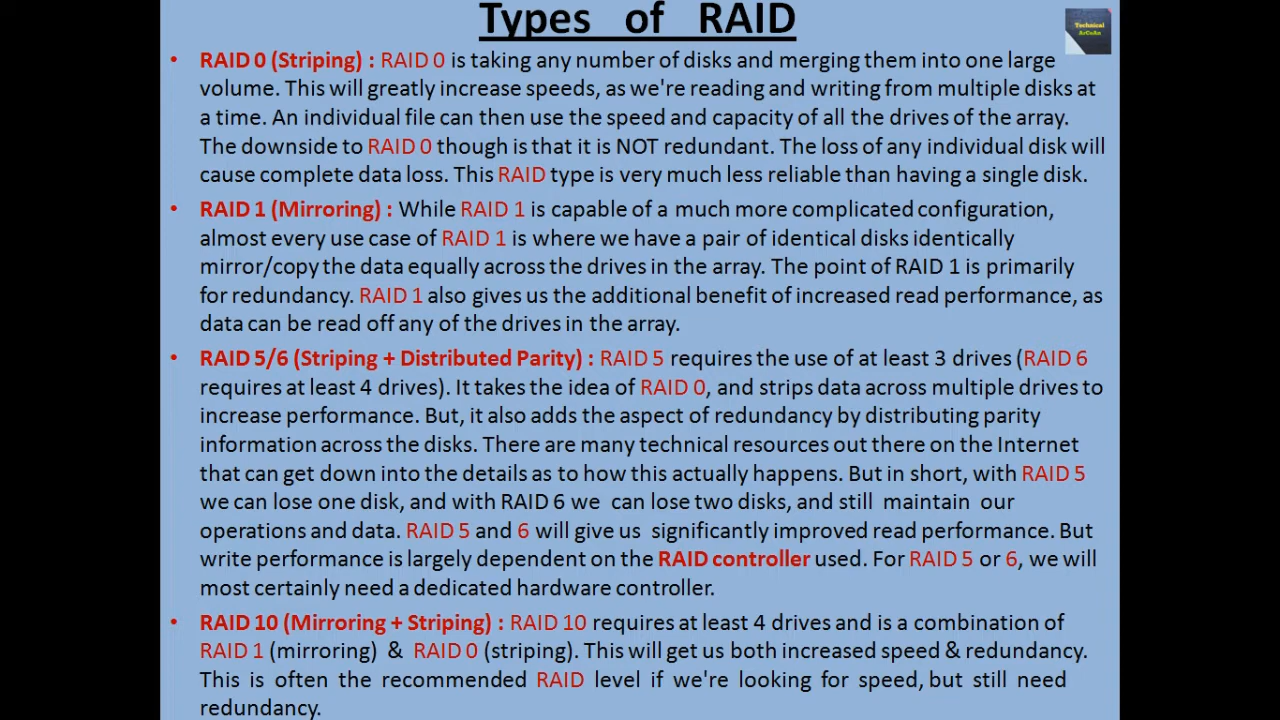 Types of RAID
Technical
ArCoAn
• RAID 0 (Striping) : RAID 0 is taking any number of disks and merging them into one large
volume. This will greatly increase speeds, as we're reading and writing from multiple disks at
a time. An individual file can then use the speed and capacity of all the drives of the array.
The downside to RAID 0 though is that it is NOT redundant. The loss of any individual disk will
cause complete data loss. This RAID type is very much less reliable than having a single disk.
• RAID 1 (Mirroring) : While RAID 1 is capable of a much more complicated configuration,
almost every use case of RAID 1 is where we have a pair of identical disks identically
mirror/copy the data equally across the drives in the array. The point of RAID 1 is primarily
for redundancy. RAID 1 also gives us the additional benefit of increased read performance, as
data can be read off any of the drives in the array.
• RAID 5/6 (Striping + Distributed Parity) : RAID 5 requires the use of at least 3 drives (RAID 6
requires at least 4 drives). It takes the idea of RAID 0, and strips data across multiple drives to
increase performance. But, it also adds the aspect of redundancy by distributing parity
information across the disks. There are many technical resources out there on the Internet
that can get down into the details as to how this actually happens. But in short, with RAID 5
we can lose one disk, and with RAID 6 we can lose two disks, and still maintain our
operations and data. RAID 5 and 6 will give us significantly improved read performance. But
write performance is largely dependent on the RAID controller used. For RAID 5 or 6, we will
most certainly need a dedicated hardware controller.
• RAID 10 (Mirroring + Striping) : RAID 10 requires at least 4 drives and is a combination of
RAID 1 (mirroring) & RAID 0 (striping). This will get us both increased speed & redundancy.
This is often the recommended RAID level if we're looking for speed, but still need
redundancy.